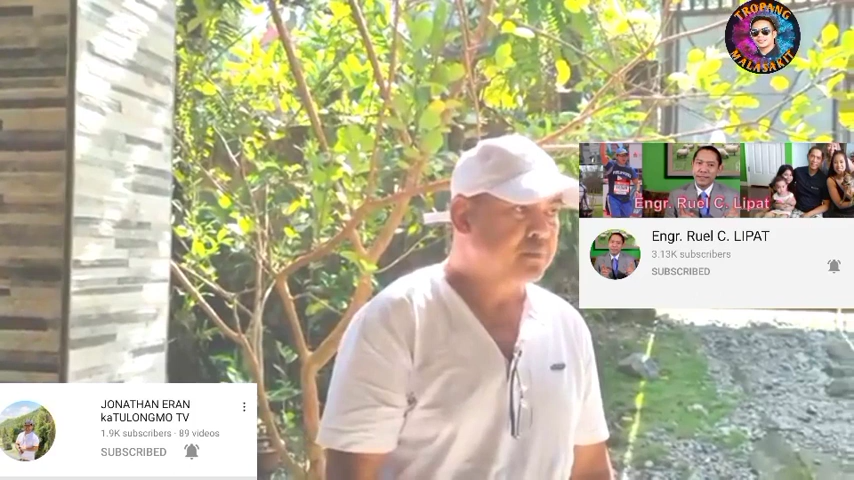 TROPANG
MALASAKIT
Engr. Ruel C. Lipat
Engr. Ruel C. LIPAT
3.13K subscribers
SUBSCRIBED
JONATHAN ERAN
kaTULONGMO TV
1.9K subscribers · 89 videos
SUBSCRIBED